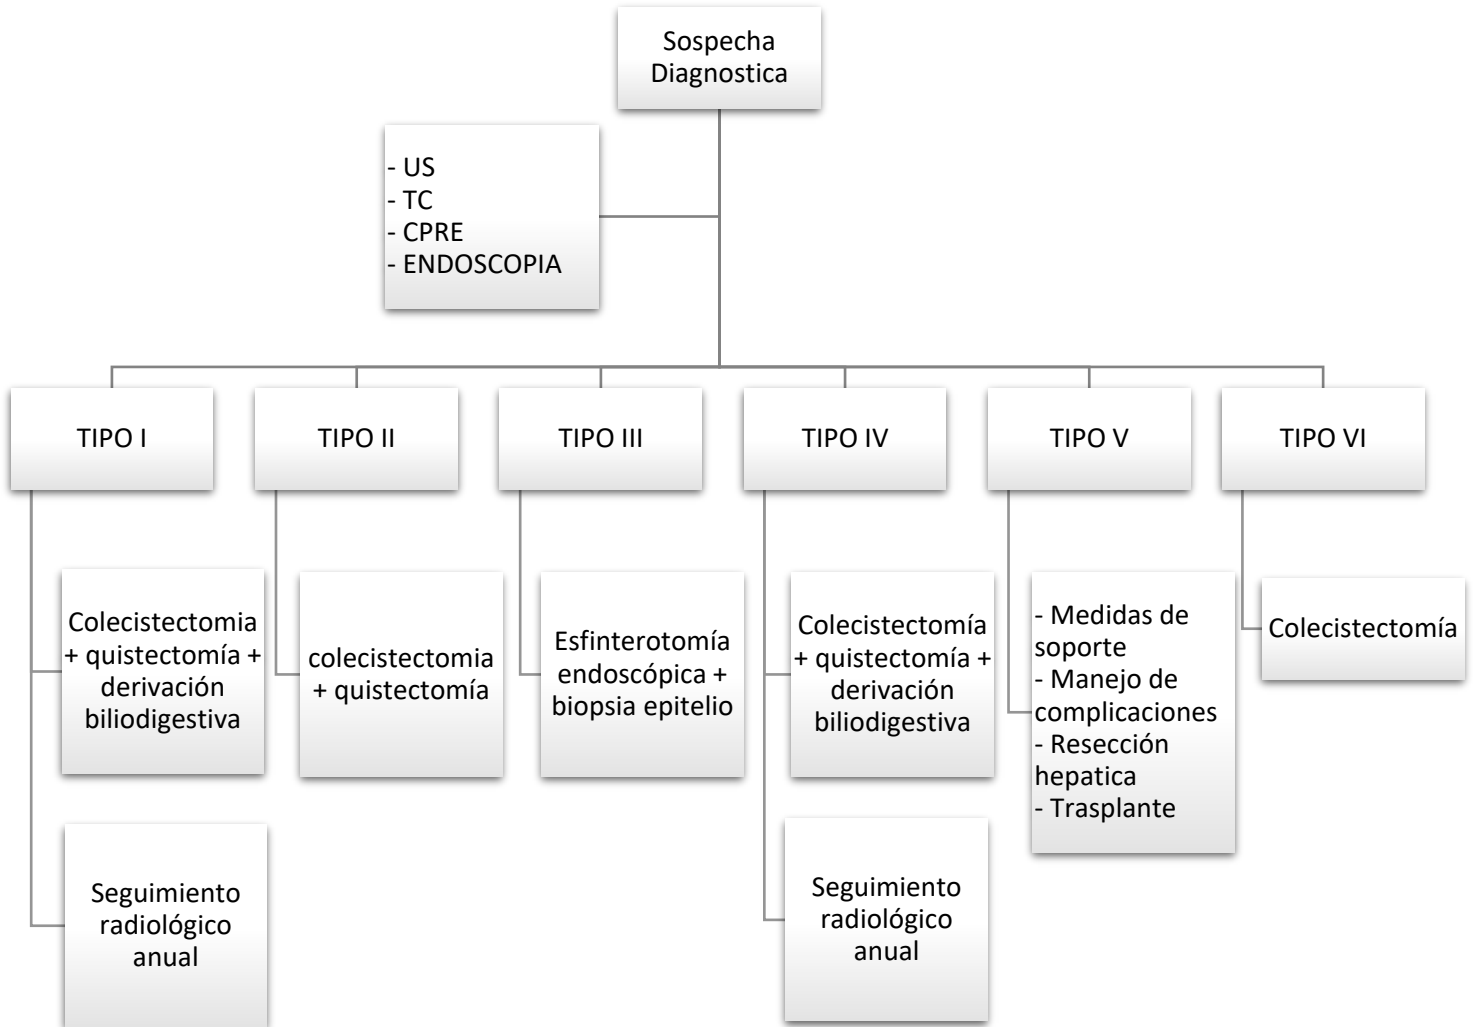 Sospecha
Diagnostica
- US
- TC
- CPRE
- ENDOSCOPIA
TIPO I
TIPO II
TIPO III
TIPO IV
TIPO V
TIPO VI
Colecistectomia
+ quistectomía +
derivación
biliodigestiva
colecistectomia
+ quistectomía
Esfinterotomía
endoscópica +
biopsia epitelio
Colecistectomía
+ quistectomía +
derivación
biliodigestiva
- Medidas de
soporte
- Manejo de
complicaciones
- Resección
hepatica
- Trasplante
Colecistectomía
Seguimiento
radiológico
anual
Seguimiento
radiológico
anual